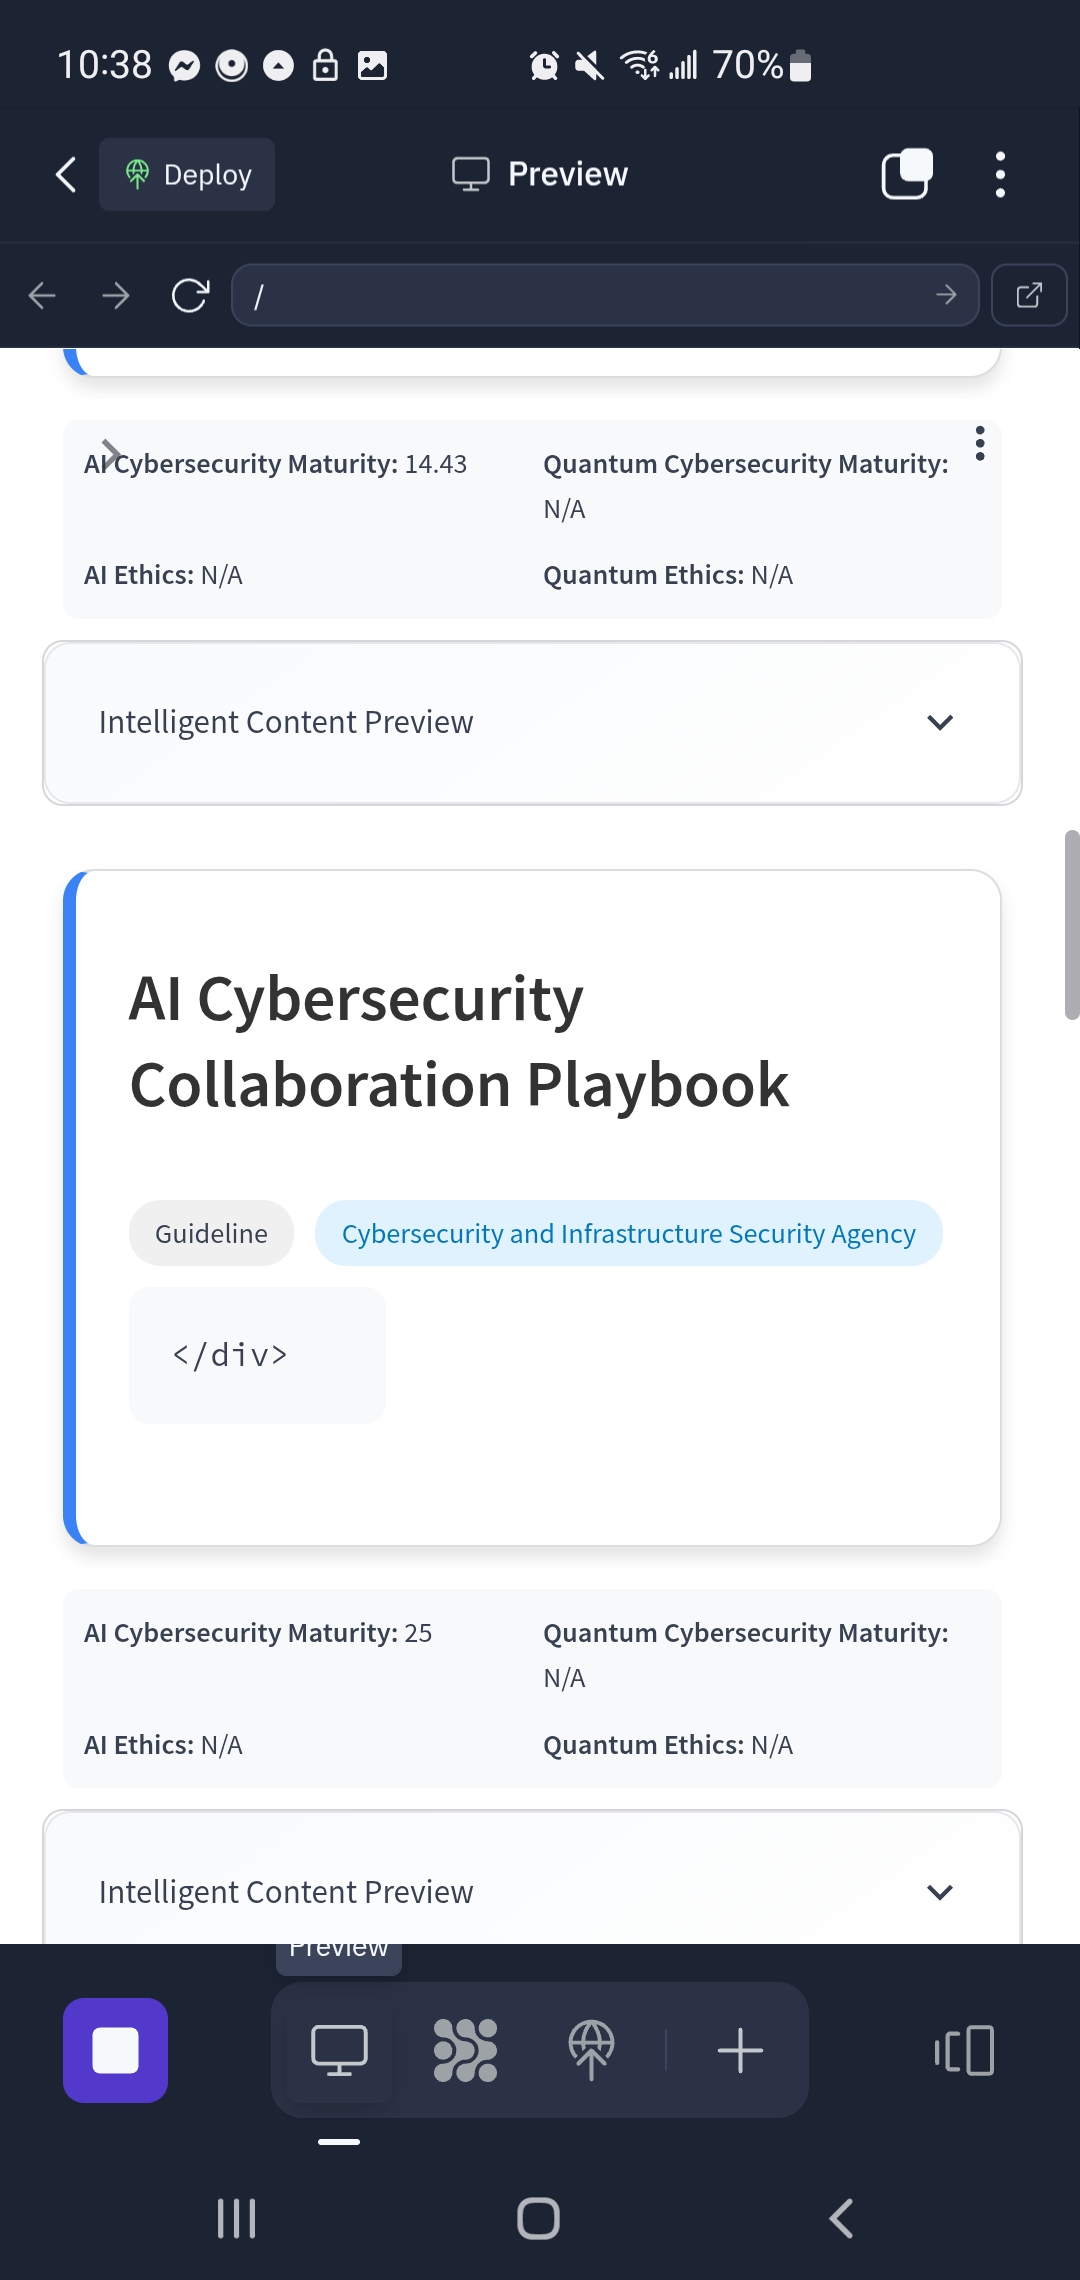 10:38
70%
Deploy
Preview
/
AI Cybersecurity Maturity: 14.43
Quantum Cybersecurity Maturity:
N/A
AI Ethics: N/A
Quantum Ethics: N/A
Intelligent Content Preview
AI Cybersecurity
Collaboration Playbook
Guideline
Cybersecurity and Infrastructure Security Agency
</div>
AI Cybersecurity Maturity: 25
Quantum Cybersecurity Maturity:
N/A
AI Ethics: N/A
Quantum Ethics: N/A
Intelligent Content Preview
Preview